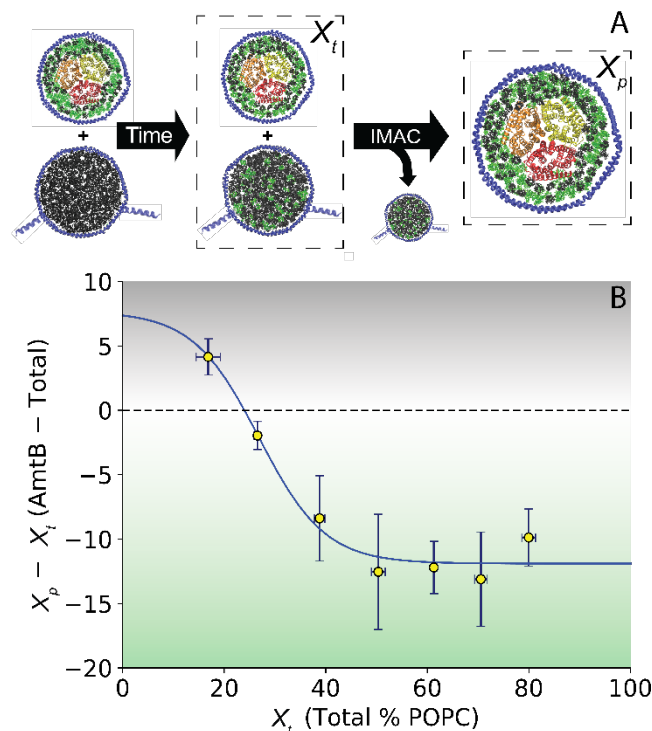 A
X_t
X_p
+
Time
+
IMAC
B
10
5
0
−5
−10
−15
−20
X_p − X_t (AmtB − Total)
0
20
40
60
80
100
X_t (Total % POPC)